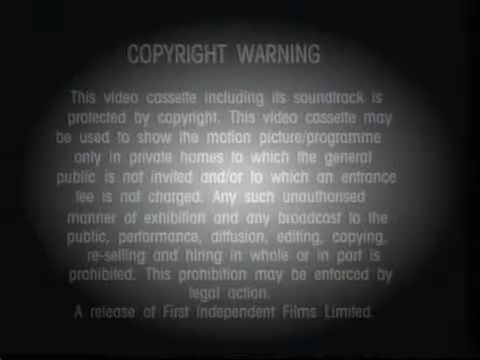 COPYRIGHT WARNING
This video cassette including its soundtrack is
protected by copyright. This video cassette may
be used to show the motion picture/programme
only in private homes to which the general
public is not invited and/or to which an entrance
fee is not charged. Any such unauthorised
manner of exhibition and any broadcast to the
public, performance, diffusion, editing, copying,
re-selling and hiring in whole or in part is
prohibited. This prohibition may be enforced by
legal action.
A release of First Independent Films Limited.